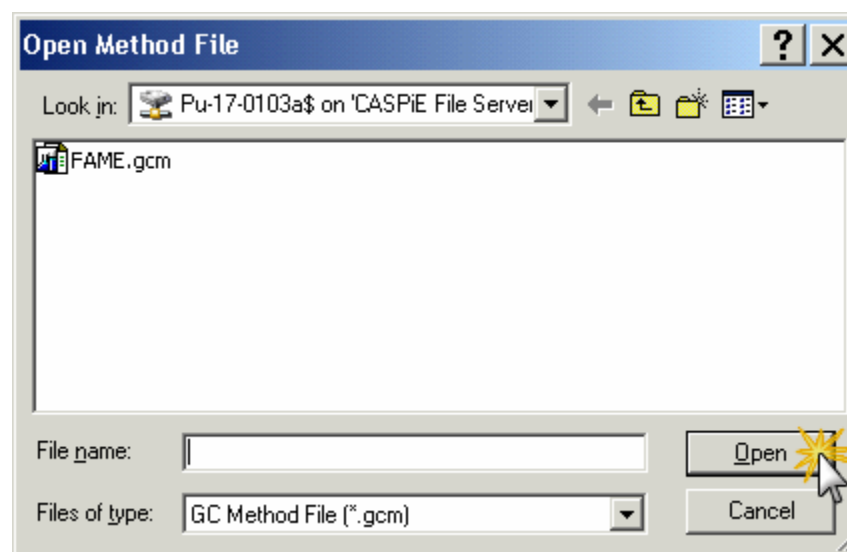 Open Method File
Look in: Pu-17-0103a$ on 'CASPiE File Server
FAME.gcm
File name:
Open
Files of type: GC Method File (*.gcm)
Cancel